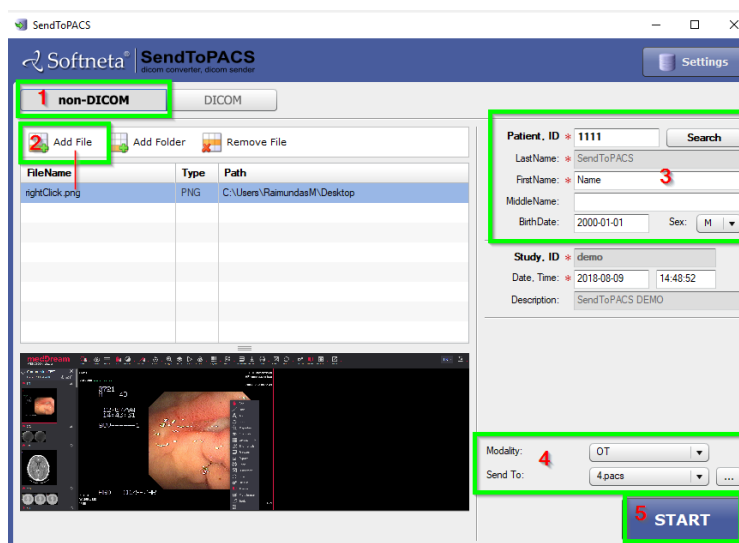 SendToPACS
Softneta® SendToPACS
dicom converter, dicom sender
Settings
1 non-DICOM DICOM
2 Add File Add Folder Remove File
FileName Type Path
rightClick.png PNG C:\Users\RaimundasM\Desktop
medDream
Patient, ID * 1111 Search
LastName: * SendToPACS
FirstName: * Name 3
MiddleName:
BirthDate: 2000-01-01 Sex: M
Study, ID * demo
Date, Time: * 2018-08-09 14:48:52
Description: SendToPACS DEMO
Modality: OT
4
Send To: 4.pacs ...
5 START